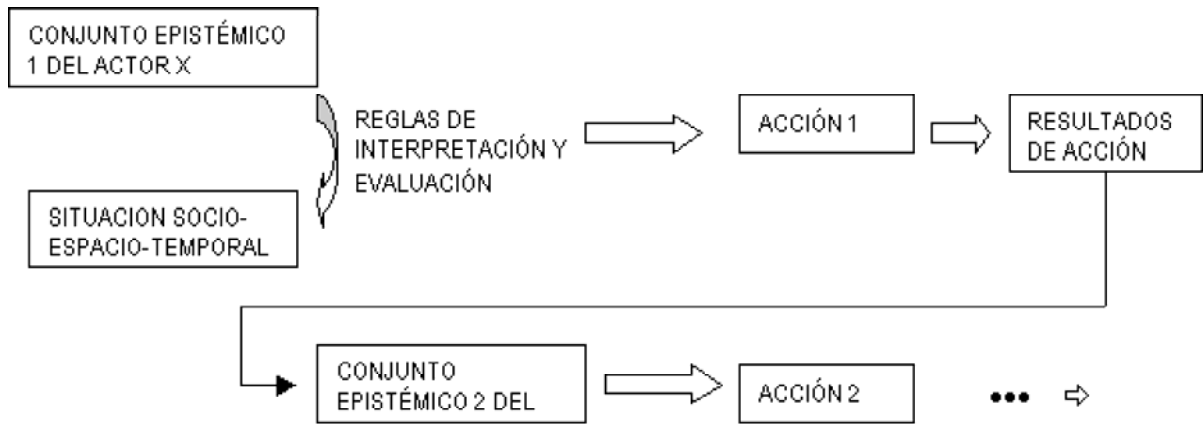 CONJUNTO EPISTÉMICO
1 DEL ACTOR X
REGLAS DE
INTERPRETACIÓN Y
EVALUACIÓN
ACCIÓN 1
RESULTADOS
DE ACCIÓN
SITUACION SOCIO-
ESPACIO-TEMPORAL
CONJUNTO
EPISTÉMICO 2 DEL
ACCIÓN 2
•••